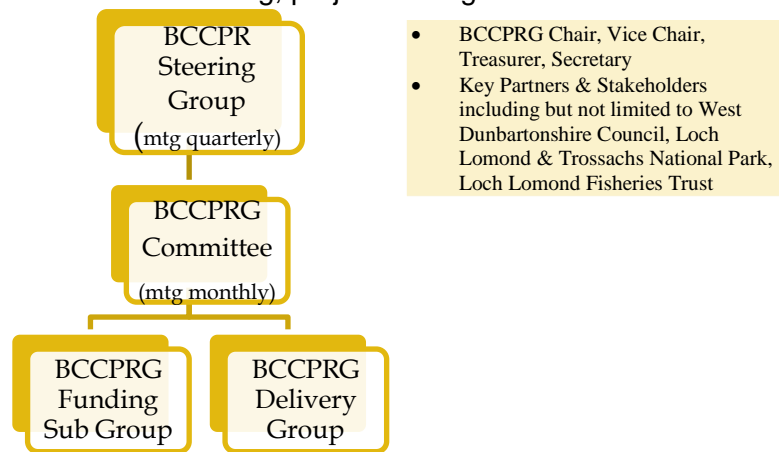 BCCPR
Steering
Group
(mtg quarterly)
• BCCPRG Chair, Vice Chair,
Treasurer, Secretary
• Key Partners & Stakeholders
including but not limited to West
Dunbartonshire Council, Loch
Lomond & Trossachs National Park,
Loch Lomond Fisheries Trust
BCCPRG
Committee
(mtg monthly)
BCCPRG
Funding
Sub Group
BCCPRG
Delivery
Group